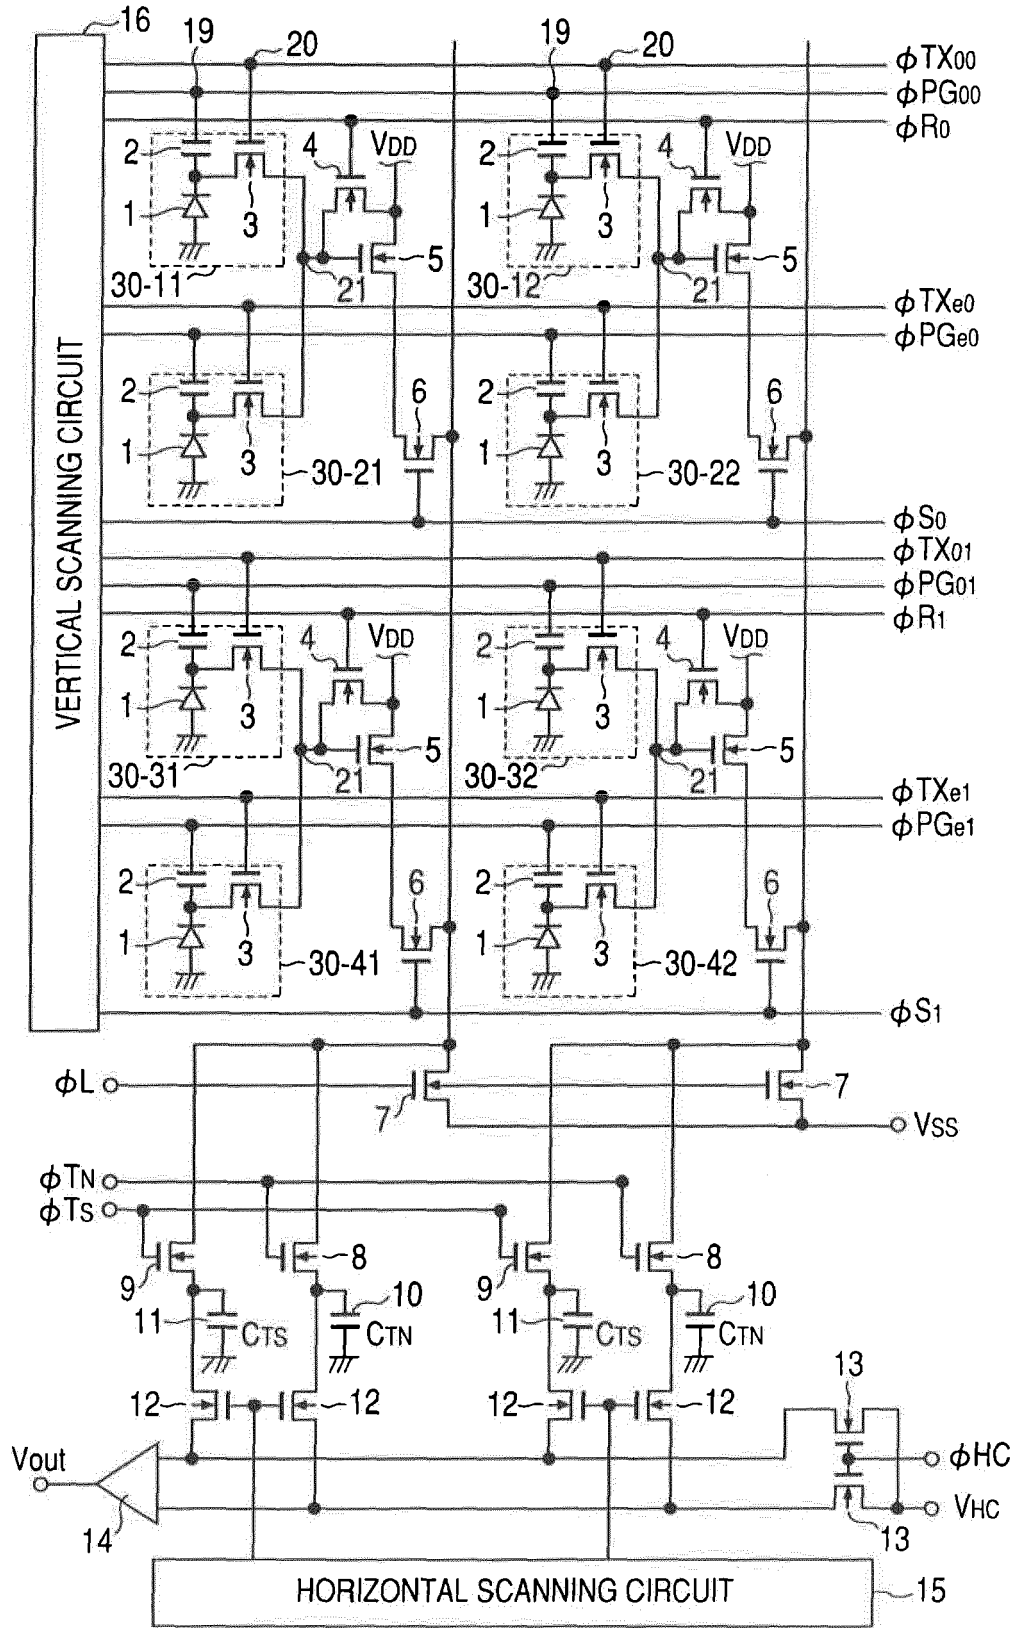 16
19
20
19
20
φTX00
φPG00
φR0
2
4
VDD
2
4
VDD
1
3
5
1
3
5
30-11
21
30-12
21
φTXe0
φPGe0
2
6
2
6
1
3
30-21
1
3
30-22
φS0
φTX01
φPG01
φR1
VERTICAL SCANNING CIRCUIT
2
4
VDD
2
4
VDD
1
3
5
1
3
5
30-31
21
30-32
21
φTXe1
φPGe1
2
6
2
6
1
3
30-41
1
3
30-42
φS1
φL
7
7
VSS
φTN
φTS
9
8
9
8
11
CTS
10
CTN
11
CTS
10
CTN
12
12
12
12
13
Vout
φHC
14
VHC
13
HORIZONTAL SCANNING CIRCUIT
15